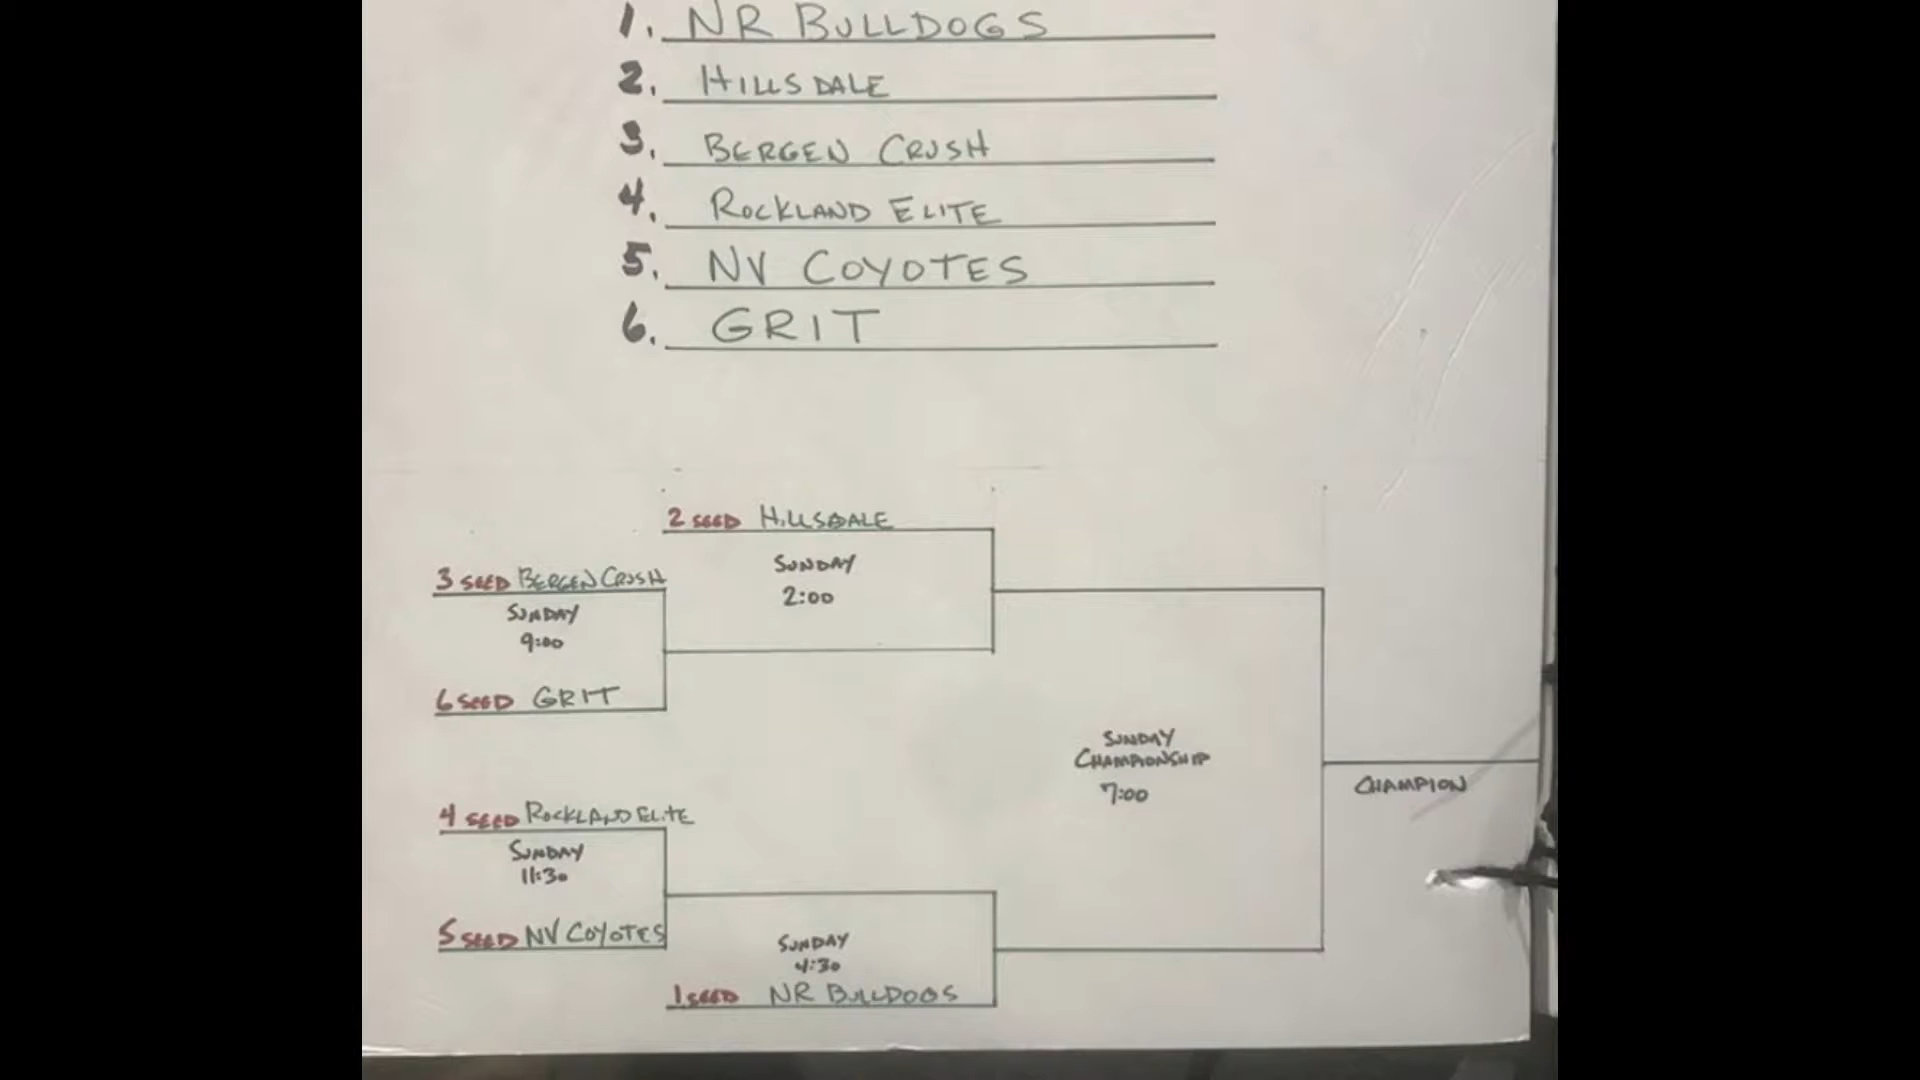 1. NR BULLDOGS
2. HILLSDALE
3. BERGEN CRUSH
4. ROCKLAND ELITE
5. NV COYOTES
6. GRIT
2 SEED HILLSDALE
SUNDAY
2:00
3 SEED BERGEN CRUSH
SUNDAY
9:00
6 SEED GRIT
SUNDAY
CHAMPIONSHIP
7:00
CHAMPION
4 SEED ROCKLAND ELITE
SUNDAY
11:30
5 SEED NV COYOTES
SUNDAY
4:30
1 SEED NR BULLDOGS